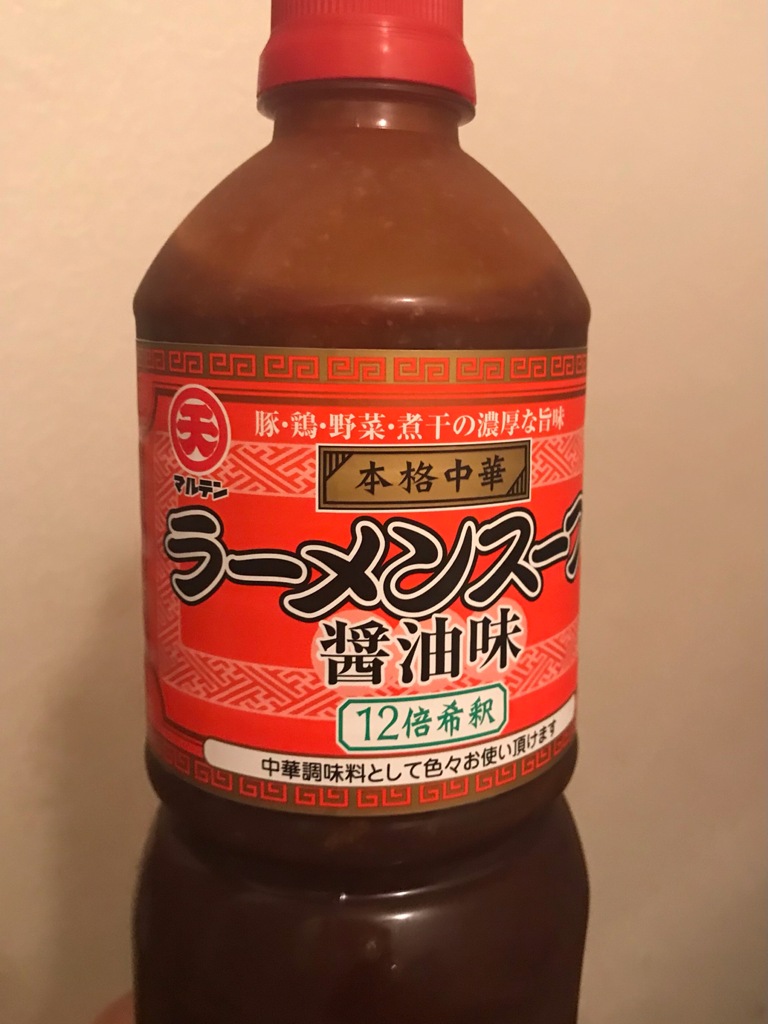 天
マルテン
豚・鶏・野菜・煮干の濃厚な旨味
本格中華
ラーメンスープ
醤油味
12倍希釈
中華調味料として色々お使い頂けます